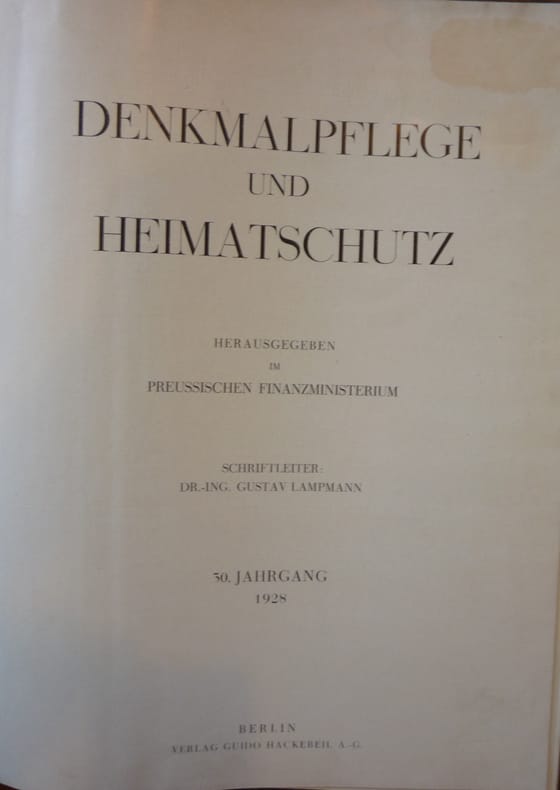 DENKMALPFLEGE
UND
HEIMATSCHUTZ
HERAUSGEGEBEN
IM
PREUSSISCHEN FINANZMINISTERIUM
SCHRIFTLEITER:
DR.-ING. GUSTAV LAMPMANN
30. JAHRGANG
1928
BERLIN
VERLAG GUIDO HACKEBEIL A.-G.